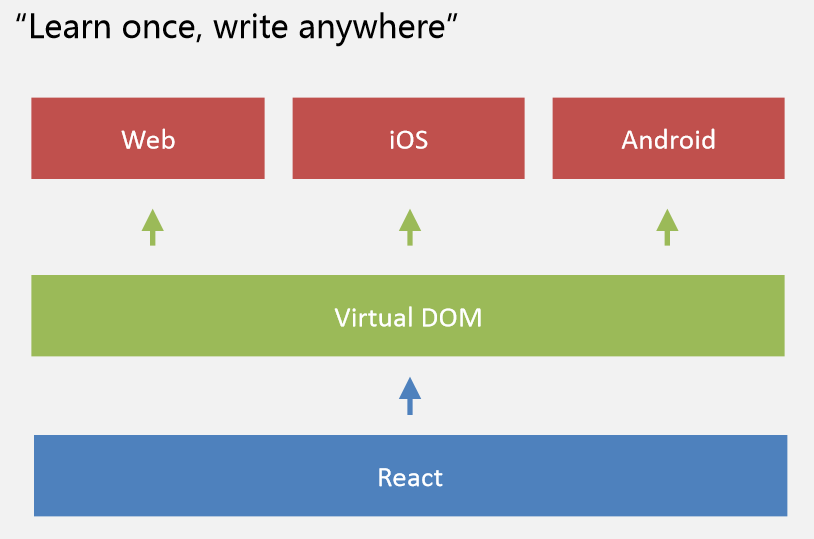 “Learn once, write anywhere”
Web
iOS
Android
Virtual DOM
React